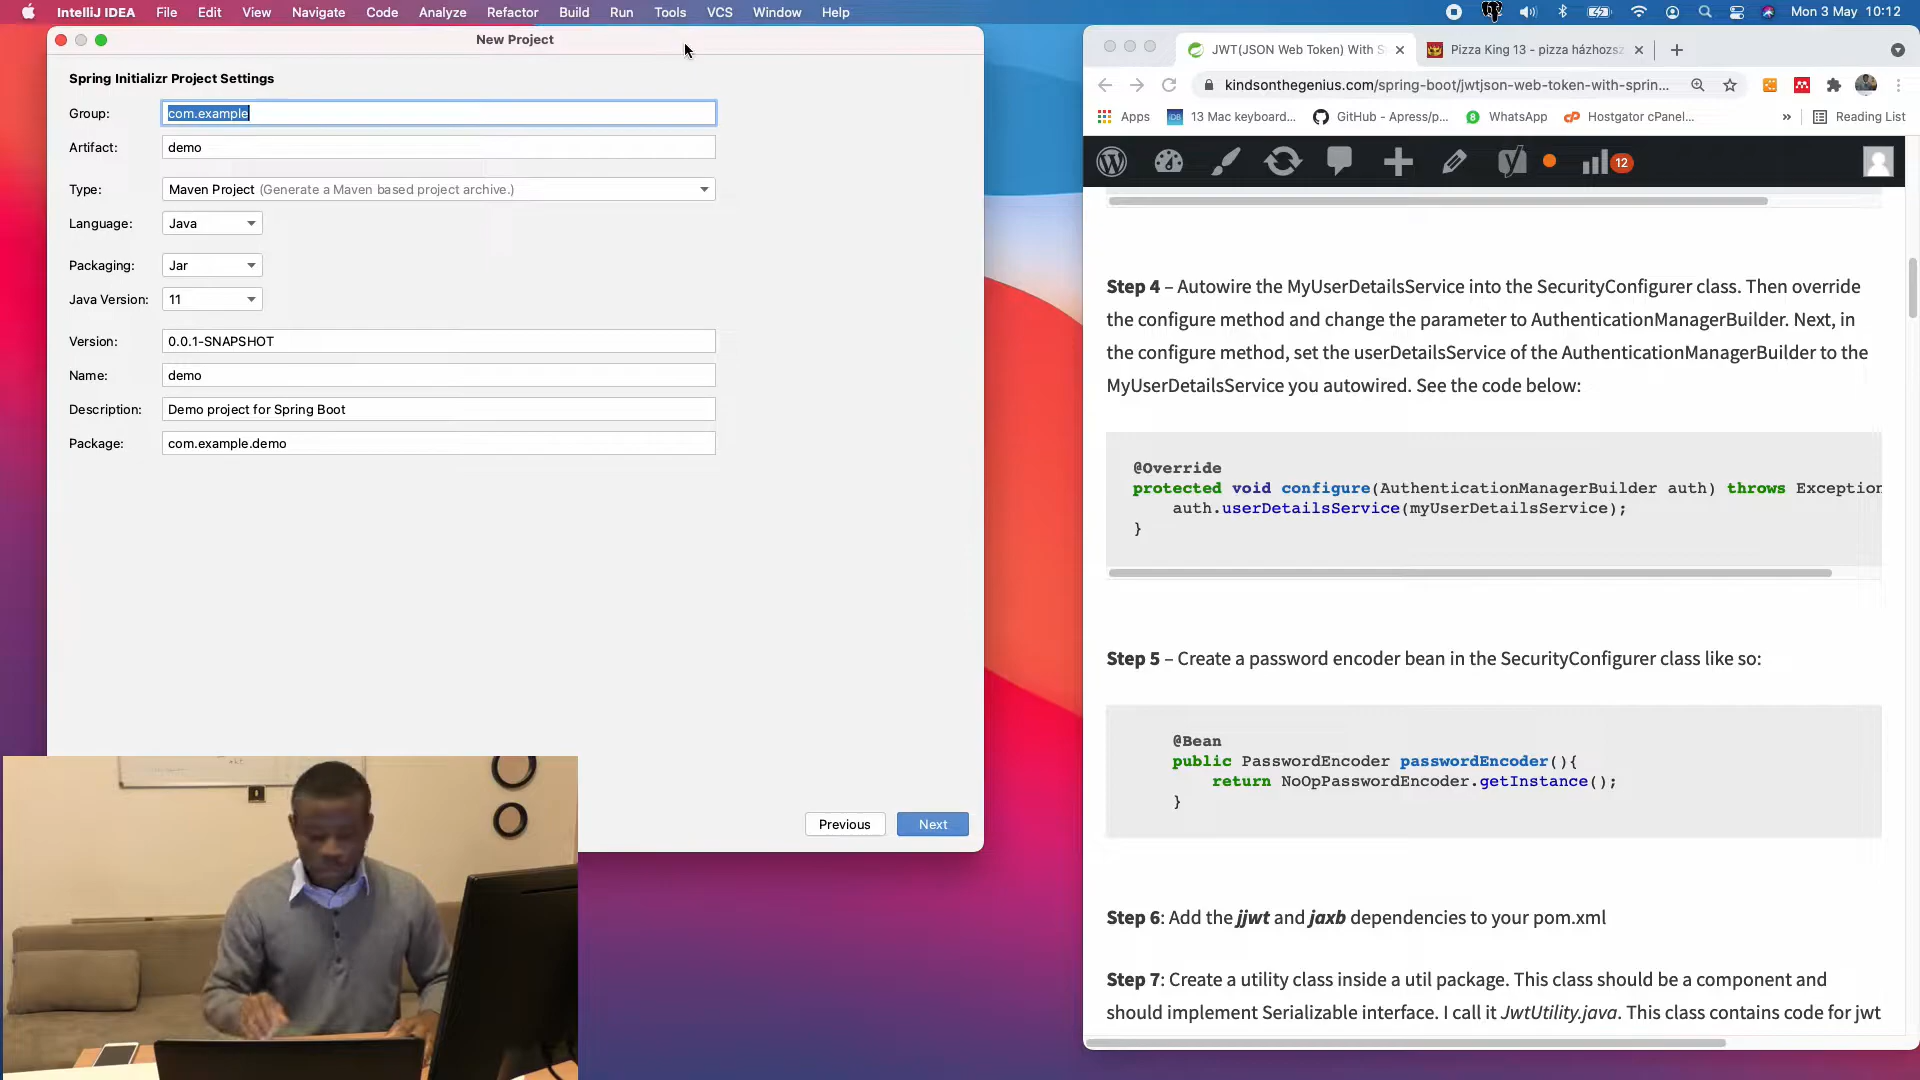 IntelliJ IDEA File Edit View Navigate Code Analyze Refactor Build Run Tools VCS Window Help
Mon 3 May 10:12
New Project
Spring Initializr Project Settings
Group: com.example
Artifact: demo
Type: Maven Project (Generate a Maven based project archive.)
Language: Java
Packaging: Jar
Java Version: 11
Version: 0.0.1-SNAPSHOT
Name: demo
Description: Demo project for Spring Boot
Package: com.example.demo
Previous Next
JWT(JSON Web Token) With S
Pizza King 13 - pizza házhozsz
kindsonthegenius.com/spring-boot/jwtjson-web-token-with-sprin...
Apps 13 Mac keyboard... GitHub - Apress/p... WhatsApp Hostgator cPanel... » Reading List
12
Step 4 – Autowire the MyUserDetailsService into the SecurityConfigurer class. Then override
the configure method and change the parameter to AuthenticationManagerBuilder. Next, in
the configure method, set the userDetailsService of the AuthenticationManagerBuilder to the
MyUserDetailsService you autowired. See the code below:
@Override
protected void configure(AuthenticationManagerBuilder auth) throws Exception
auth.userDetailsService(myUserDetailsService);
}
Step 5 – Create a password encoder bean in the SecurityConfigurer class like so:
@Bean
public PasswordEncoder passwordEncoder(){
return NoOpPasswordEncoder.getInstance();
}
Step 6: Add the jjwt and jaxb dependencies to your pom.xml
Step 7: Create a utility class inside a util package. This class should be a component and
should implement Serializable interface. I call it JwtUtility.java. This class contains code for jwt